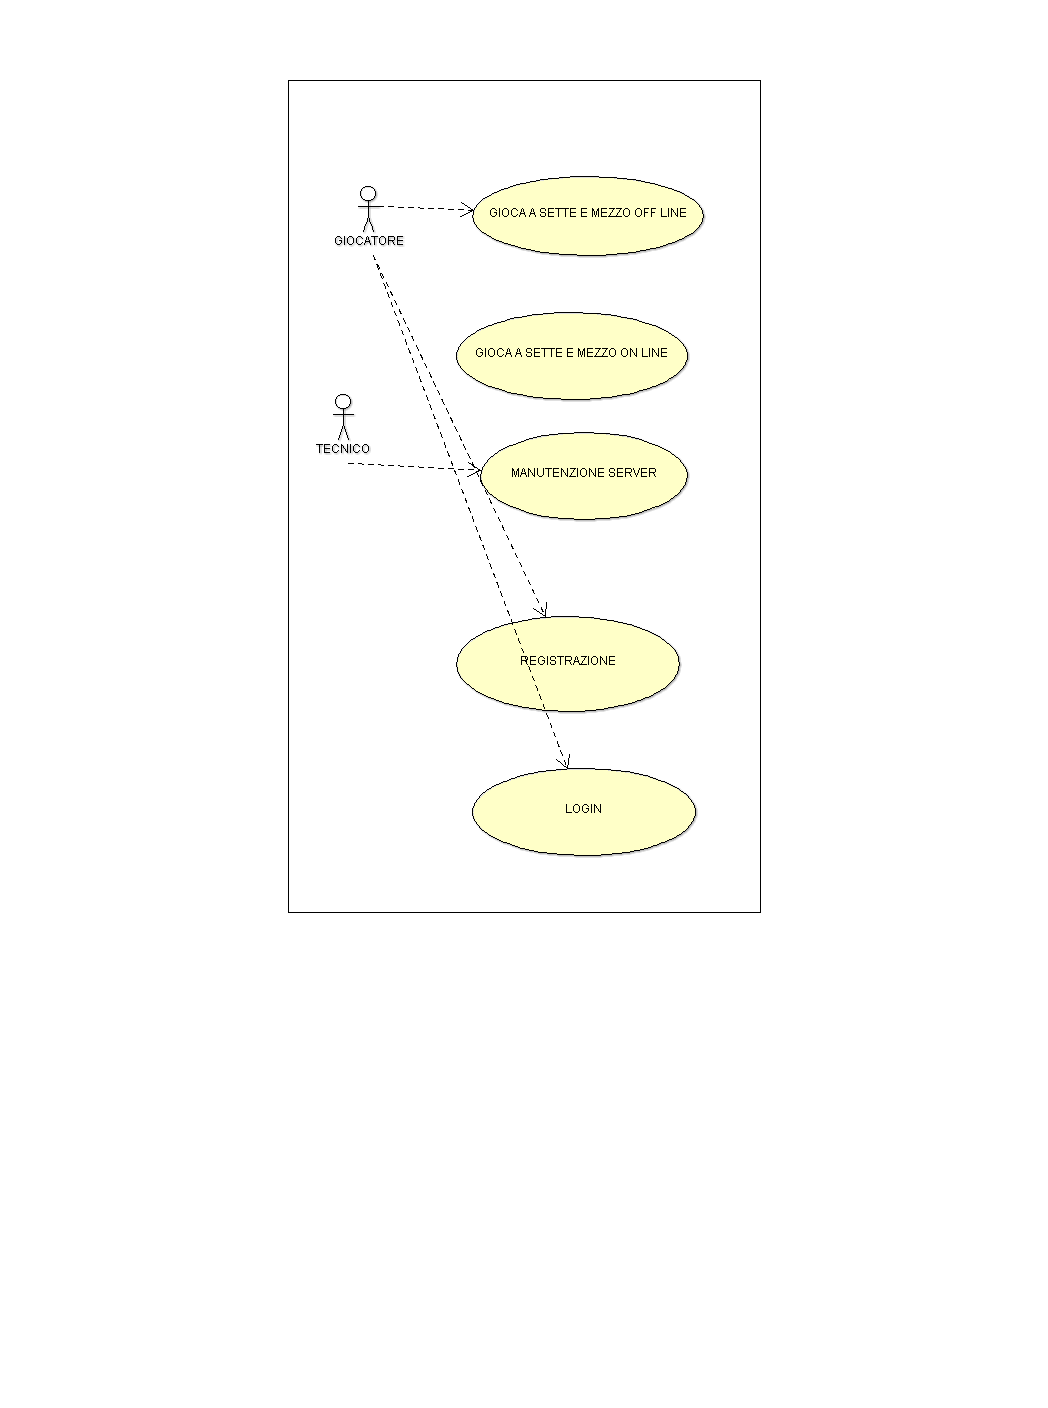 GIOCATORE
GIOCA A SETTE E MEZZO OFF LINE
GIOCA A SETTE E MEZZO ON LINE
TECNICO
MANUTENZIONE SERVER
REGISTRAZIONE
LOGIN